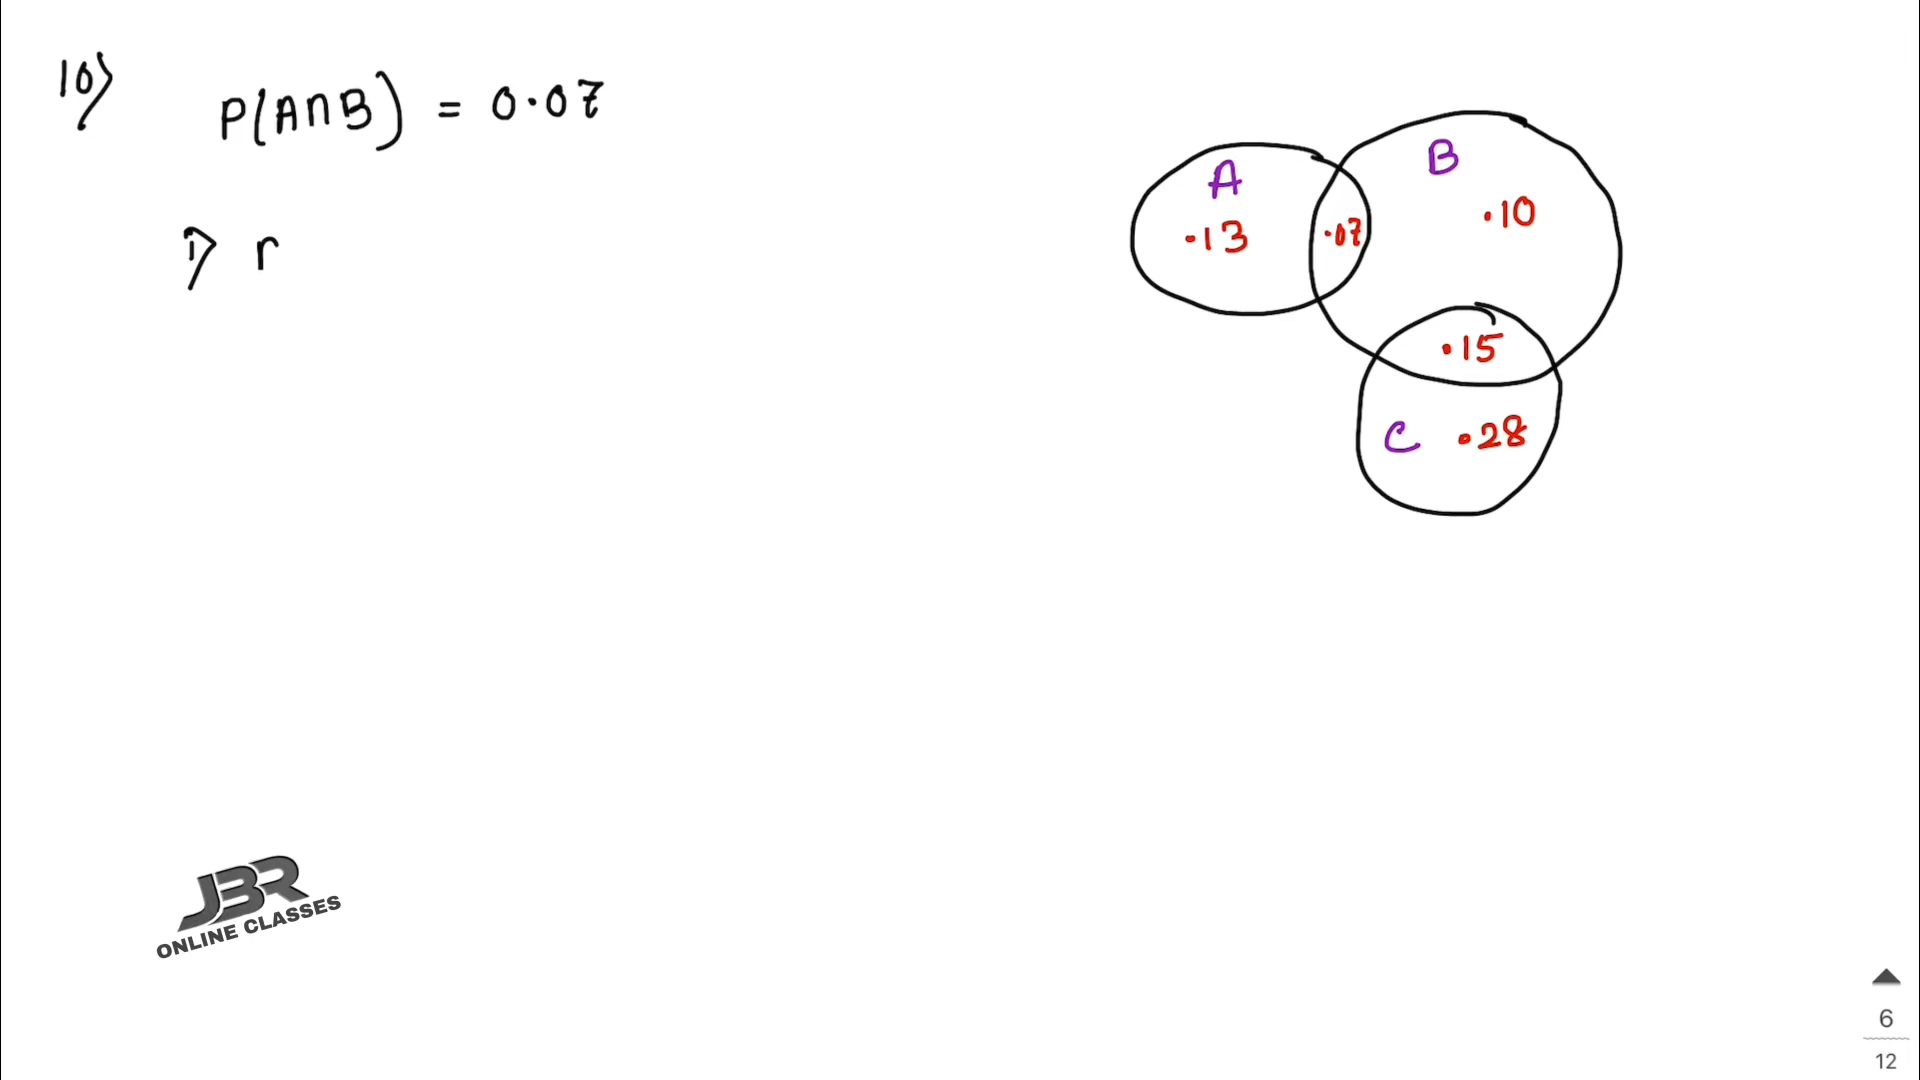 10)
P(A∩B) = 0.07
i) r
A
B
.10
.13
.07
.15
C .28
JBR
ONLINE CLASSES
6
12